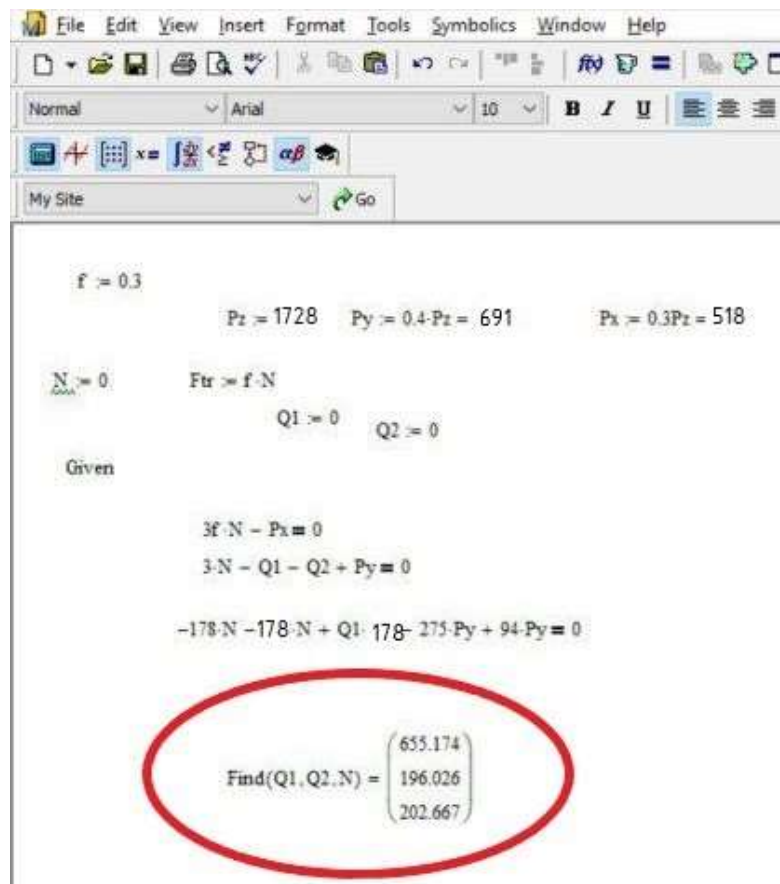 File Edit View Insert Format Tools Symbolics Window Help
Normal Arial 10 B I U
αβ
My Site Go
f := 0.3
Pz := 1728 Py := 0.4·Pz = 691 Px := 0.3Pz = 518
N := 0 Ftr := f·N
Q1 := 0 Q2 := 0
Given
3f·N − Px = 0
3·N − Q1 − Q2 + Py = 0
−178·N −178·N + Q1· 178− 275·Py + 94·Py = 0
Find(Q1,Q2,N) =
655.174
196.026
202.667